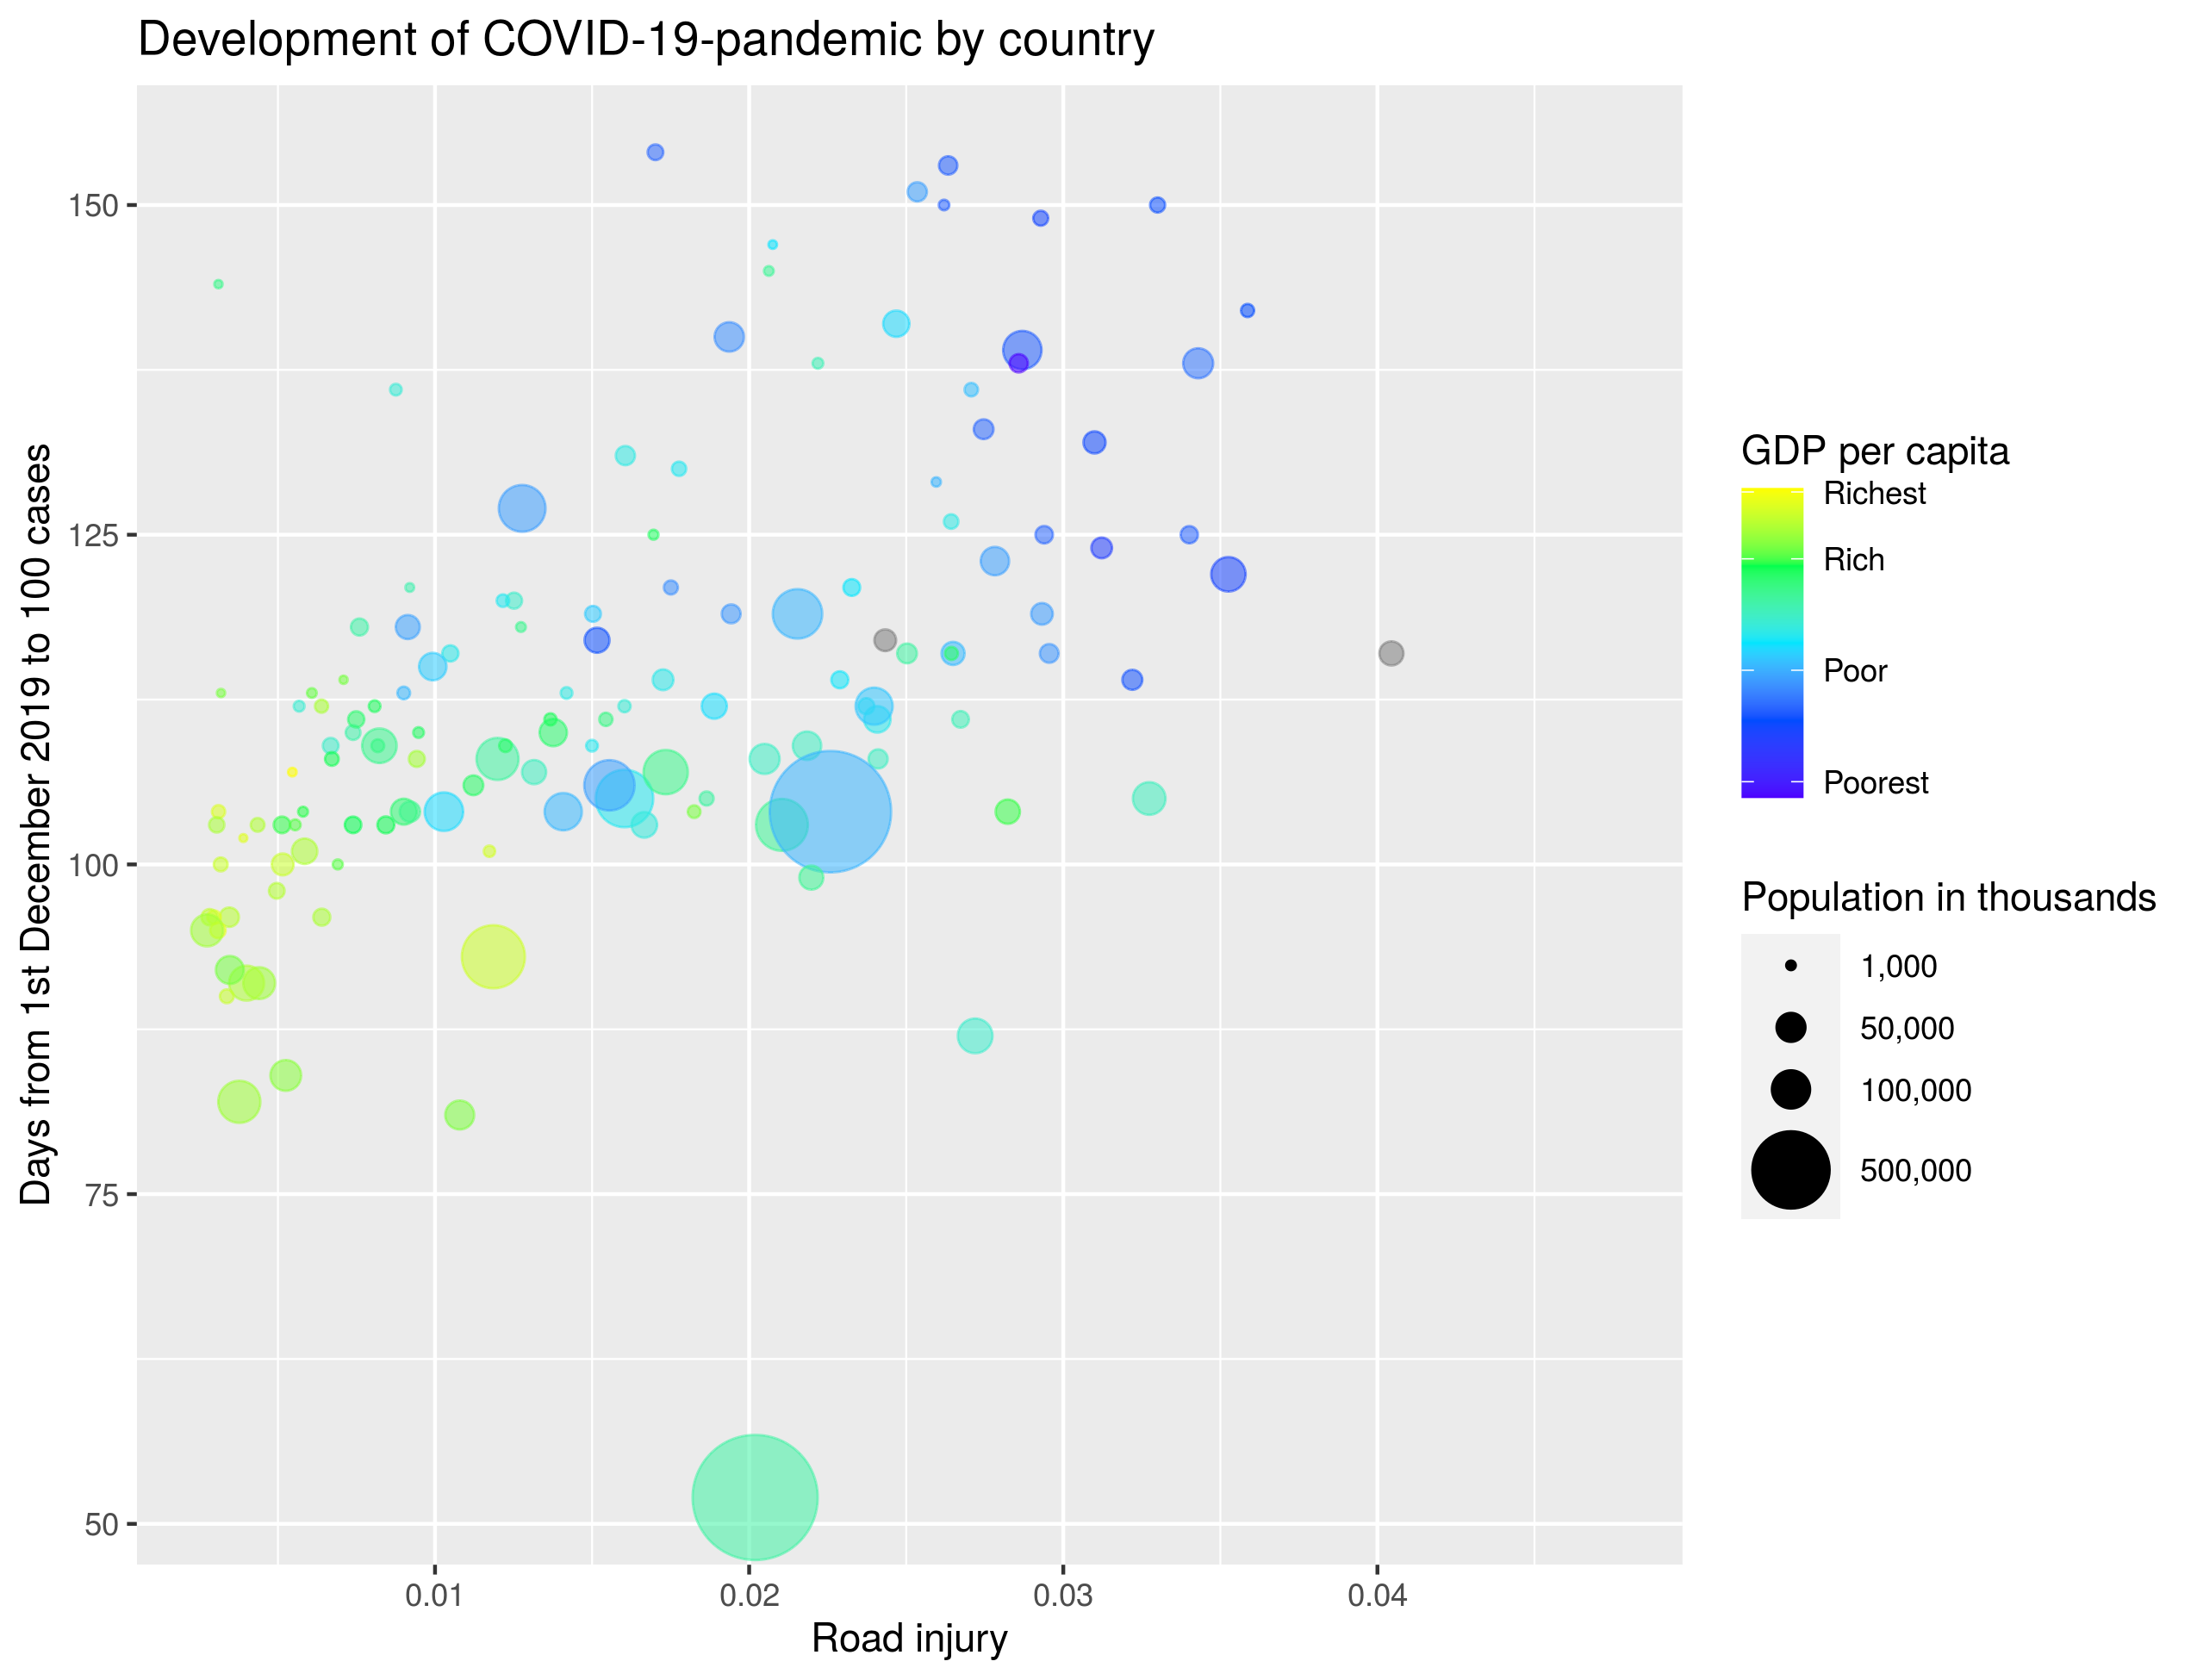 Development of COVID-19-pandemic by country
Days from 1st December 2019 to 100 cases
150
125
100
75
50
0.01
0.02
0.03
0.04
Road injury
GDP per capita
Richest
Rich
Poor
Poorest
Population in thousands
1,000
50,000
100,000
500,000